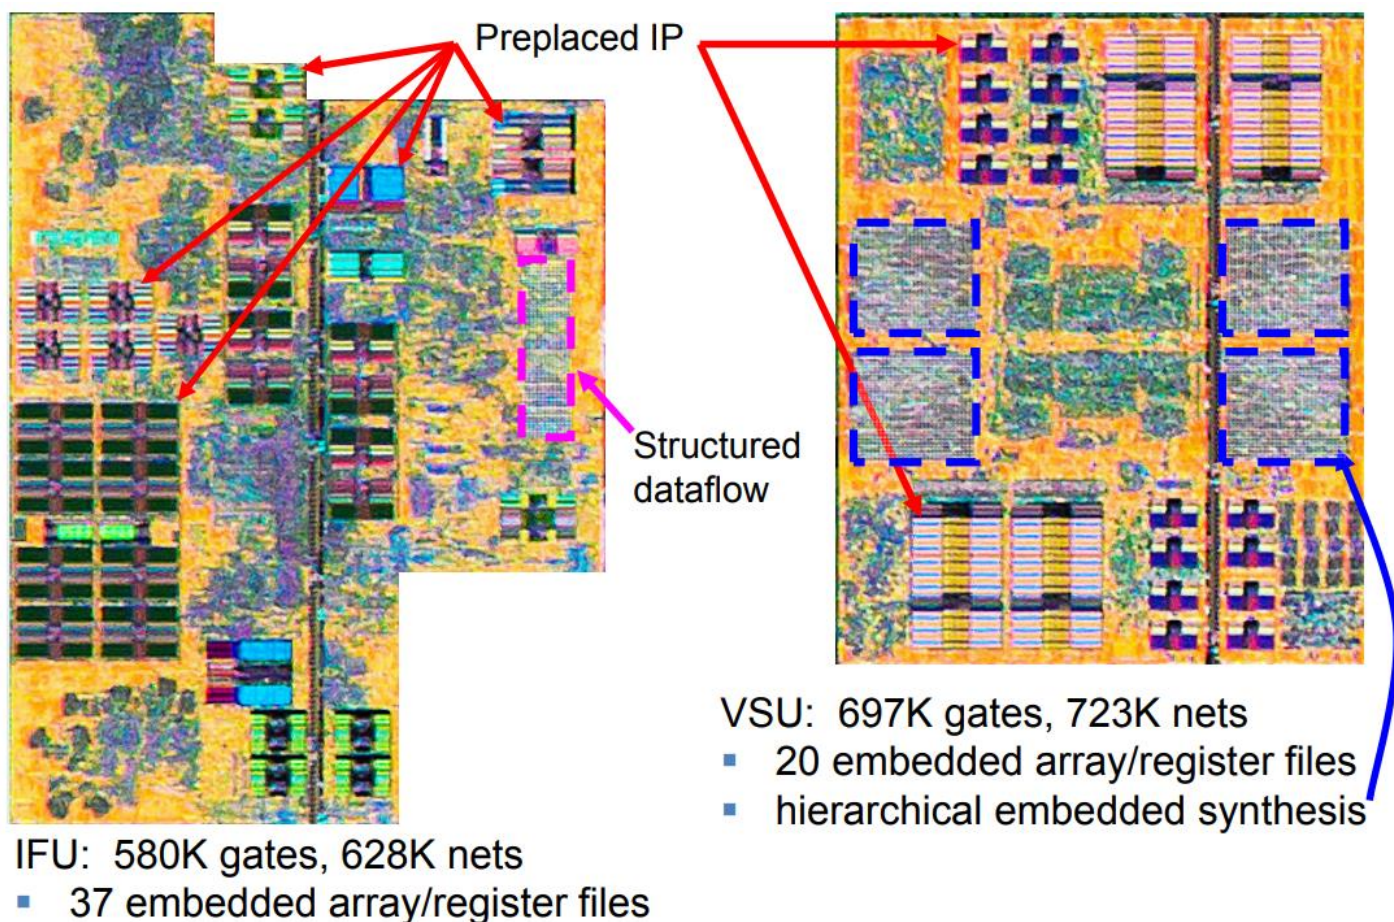 Preplaced IP
Structured
dataflow
VSU: 697K gates, 723K nets
▪ 20 embedded array/register files
▪ hierarchical embedded synthesis
IFU: 580K gates, 628K nets
▪ 37 embedded array/register files